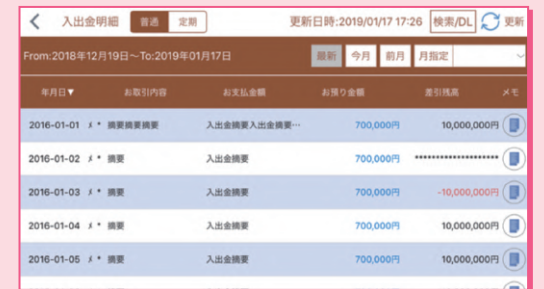 入出金明細 普通 定期 更新日時:2019/01/17 17:26 検索/DL 更新
From:2018年12月19日～To:2019年01月17日 最新 今月 前月 月指定
年月日▼ お取引内容 お支払金額 お預り金額 差引残高 メモ
2016-01-01 〆 * 摘要摘要摘要 入出金摘要入出金摘要… 700,000円 10,000,000円
2016-01-02 〆 * 摘要 入出金摘要 700,000円 ********************
2016-01-03 〆 * 摘要 入出金摘要 700,000円 -10,000,000円
2016-01-04 〆 * 摘要 入出金摘要 700,000円 10,000,000円
2016-01-05 〆 * 摘要 入出金摘要 700,000円 10,000,000円